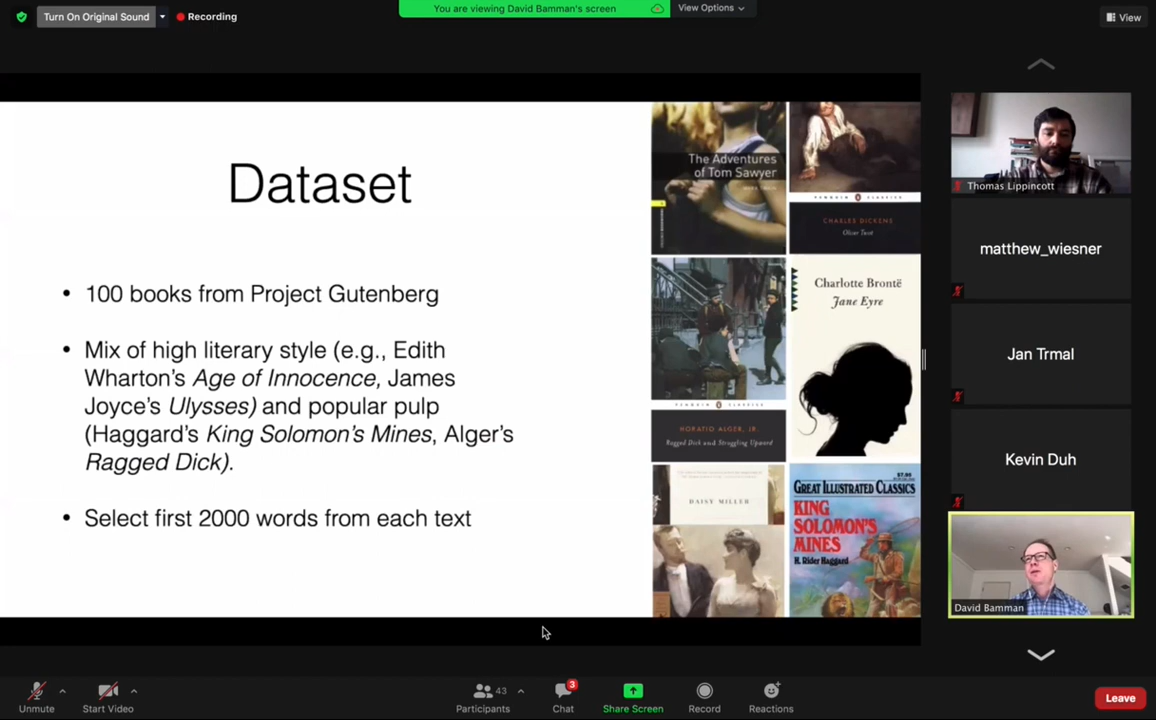 Turn On Original Sound
Recording
You are viewing David Bamman's screen
View Options
View
Dataset
• 100 books from Project Gutenberg
• Mix of high literary style (e.g., Edith
Wharton's Age of Innocence, James
Joyce's Ulysses) and popular pulp
(Haggard's King Solomon's Mines, Alger's
Ragged Dick).
• Select first 2000 words from each text
The Adventures
of Tom Sawyer
PENGUIN CLASSICS
CHARLES DICKENS
Oliver Twist
PENGUIN CLASSICS
HORATIO ALGER, JR.
Ragged Dick and Struggling Upward
Charlotte Brontë
Jane Eyre
DAISY MILLER
GREAT ILLUSTRATED CLASSICS
KING
SOLOMON'S
MINES
H. Rider Haggard
Thomas Lippincott
matthew_wiesner
Jan Trmal
Kevin Duh
David Bamman
Unmute
Start Video
43
Participants
3
Chat
Share Screen
Record
Reactions
Leave